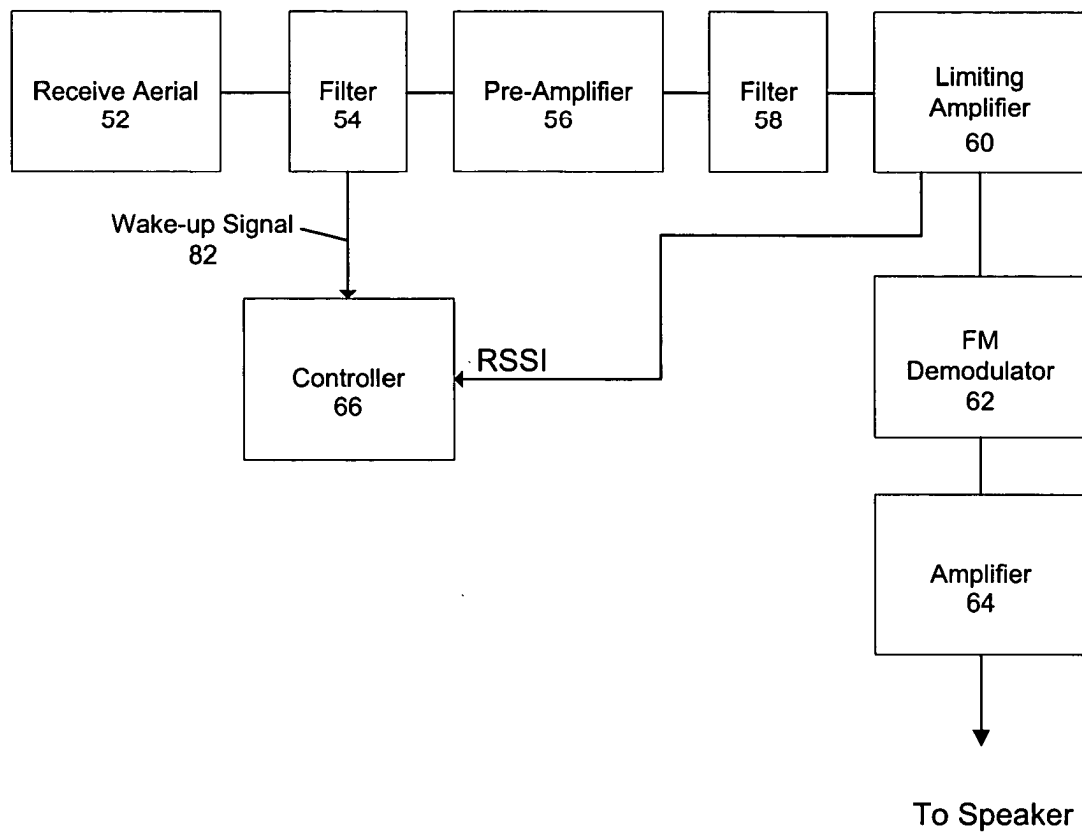 Receive Aerial
52
Filter
54
Pre-Amplifier
56
Filter
58
Limiting
Amplifier
60
Wake-up Signal
82
Controller
66
RSSI
FM
Demodulator
62
Amplifier
64
To Speaker